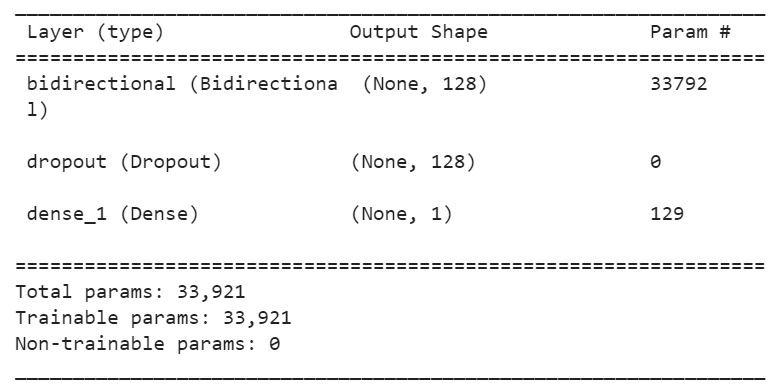 Layer (type) Output Shape Param #
=================================================================
bidirectional (Bidirectiona (None, 128) 33792
l)
dropout (Dropout) (None, 128) 0
dense_1 (Dense) (None, 1) 129
=================================================================
Total params: 33,921
Trainable params: 33,921
Non-trainable params: 0